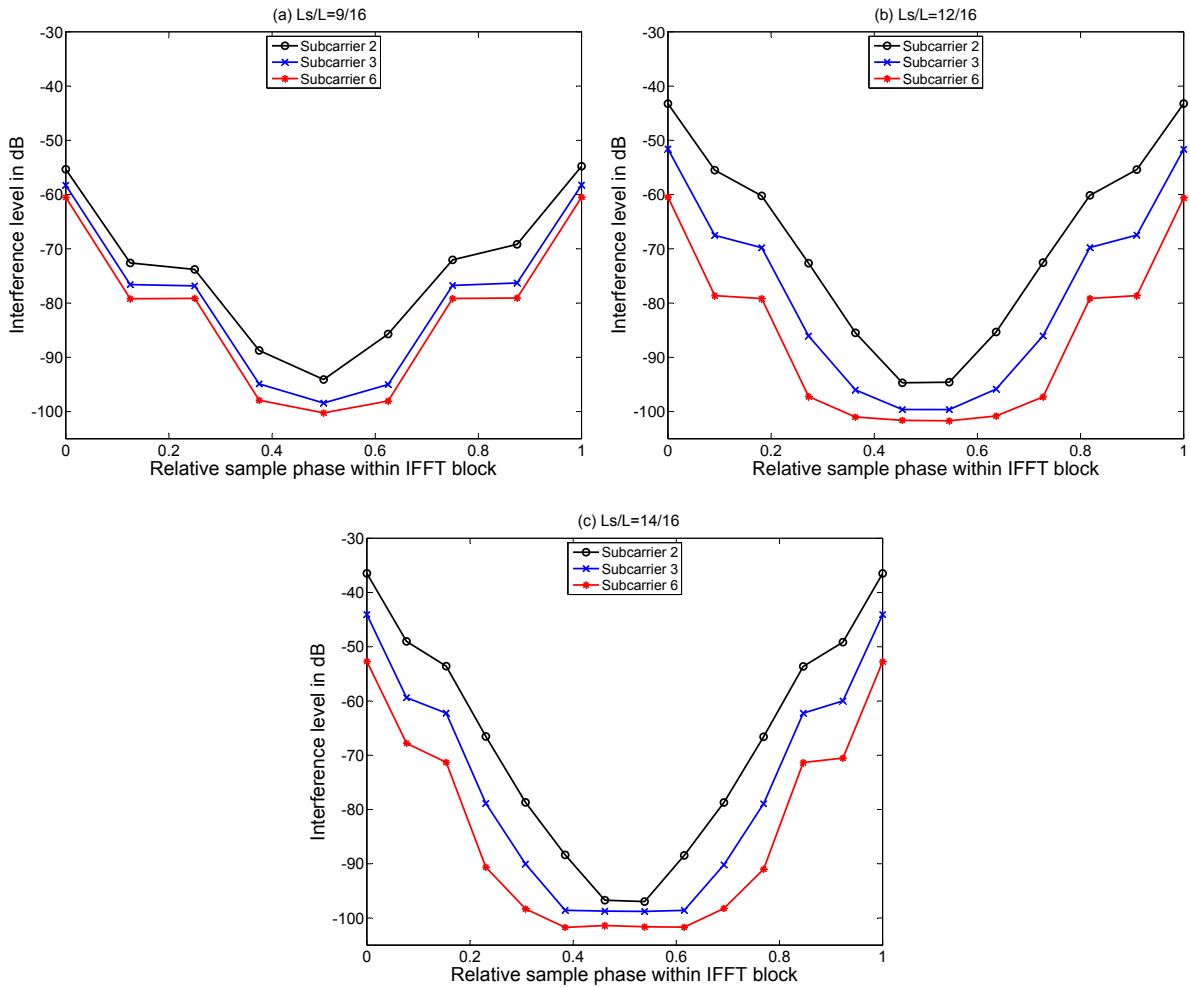 (a) Ls/L=9/16
-30
-40
-50
-60
-70
-80
-90
-100
0
0.2
0.4
0.6
0.8
1
Interference level in dB
Relative sample phase within IFFT block
Subcarrier 2
Subcarrier 3
Subcarrier 6
(b) Ls/L=12/16
-30
-40
-50
-60
-70
-80
-90
-100
0
0.2
0.4
0.6
0.8
1
Interference level in dB
Relative sample phase within IFFT block
Subcarrier 2
Subcarrier 3
Subcarrier 6
(c) Ls/L=14/16
-30
-40
-50
-60
-70
-80
-90
-100
0
0.2
0.4
0.6
0.8
1
Interference level in dB
Relative sample phase within IFFT block
Subcarrier 2
Subcarrier 3
Subcarrier 6